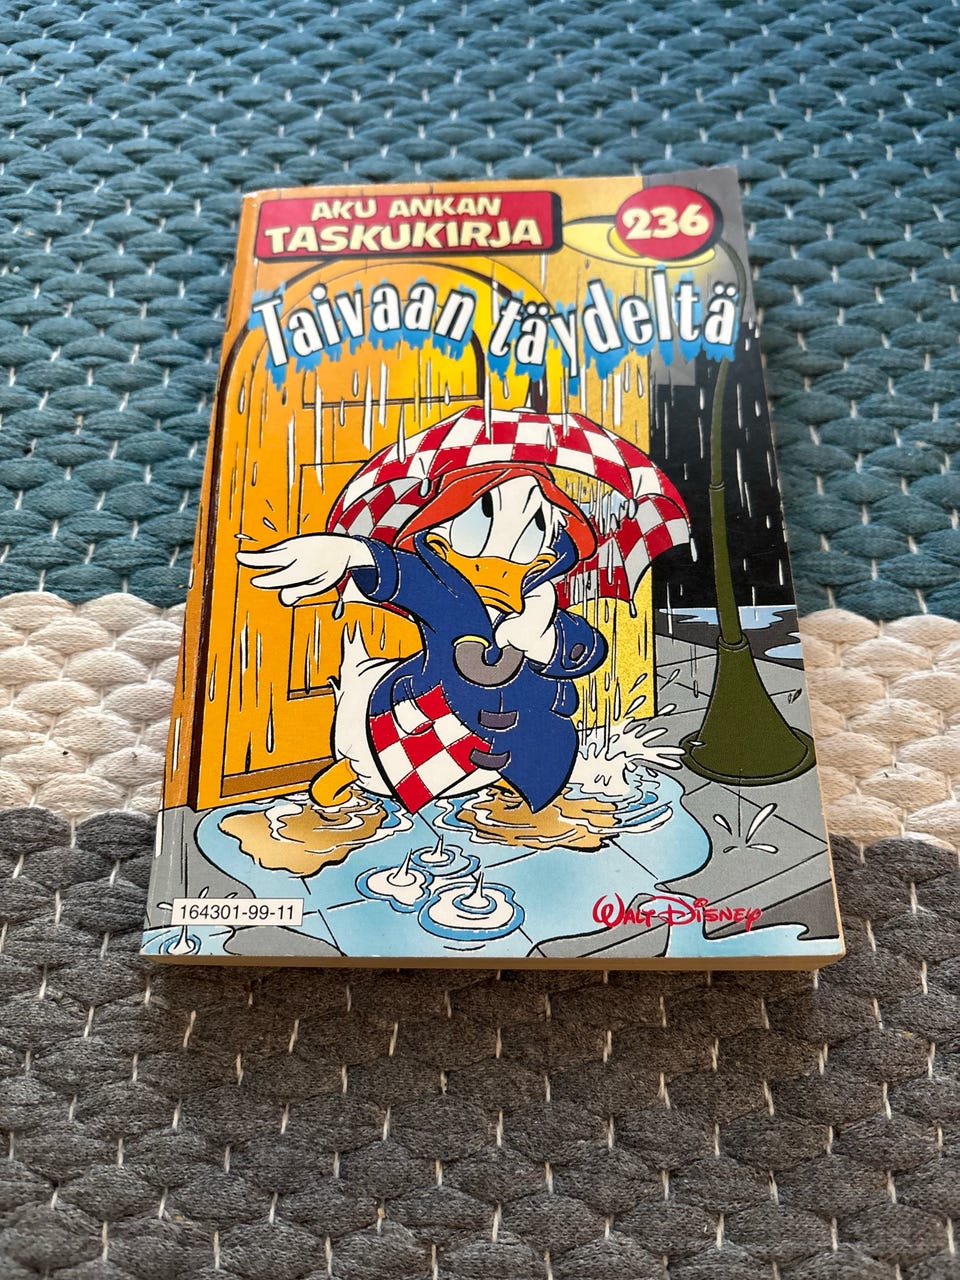 AKU ANKAN
TASKUKIRJA
236
Taivaan täydeltä
164301-99-11
WALT DISNEY